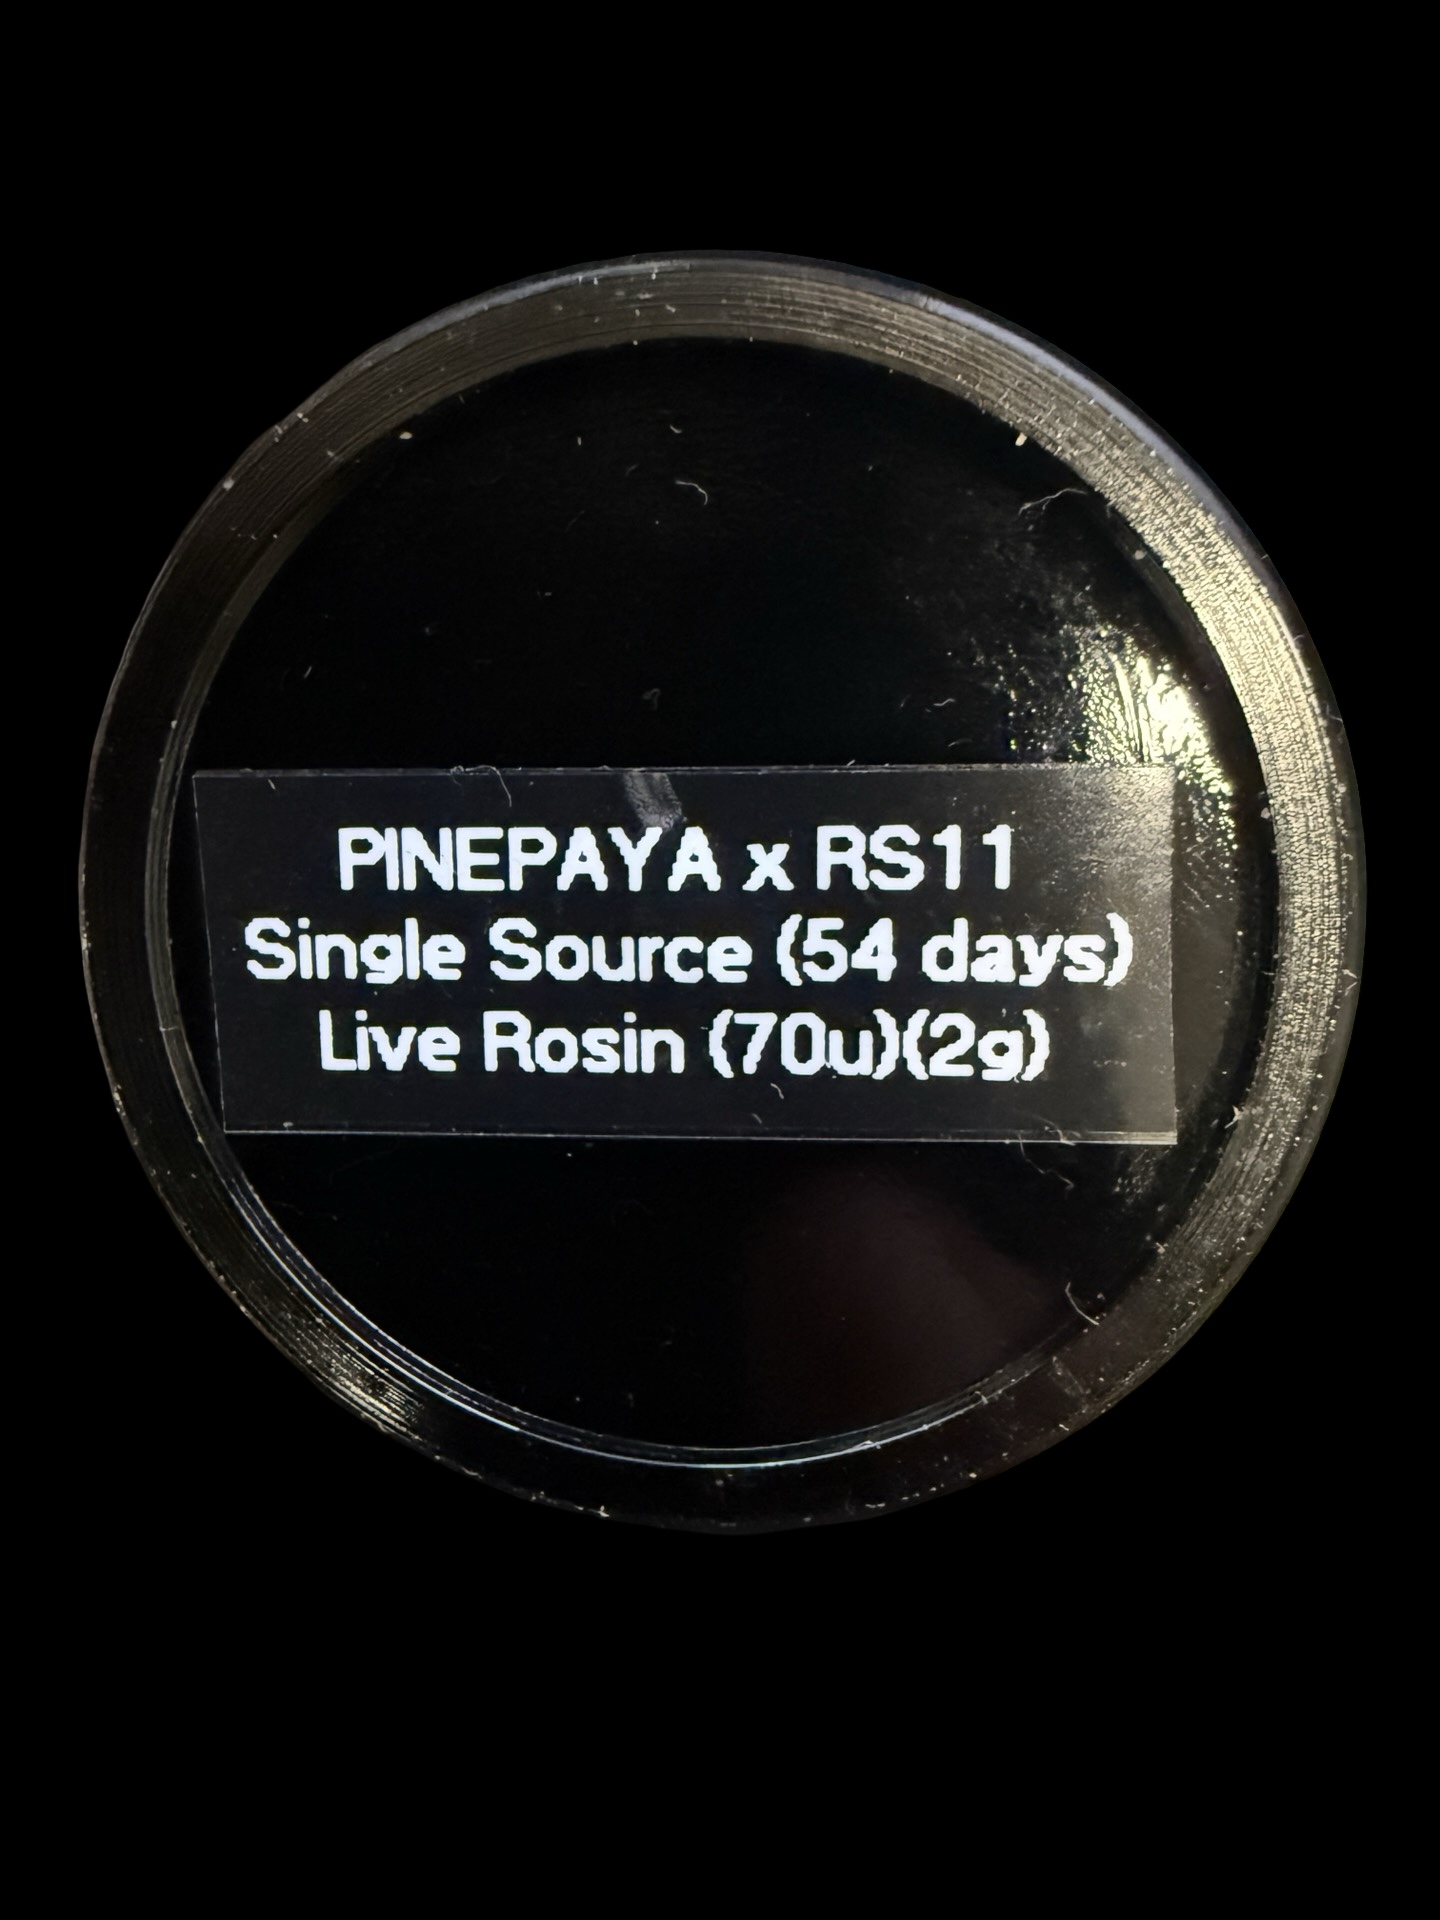 PINEPAYA x RS11
Single Source (54 days)
Live Rosin (70u)(2g)